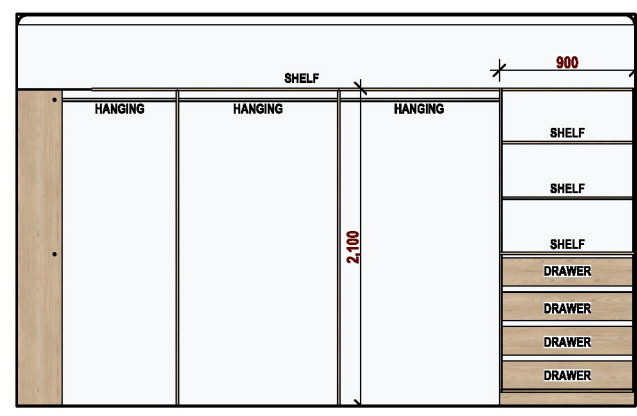 900
SHELF
HANGING
HANGING
HANGING
SHELF
SHELF
2,100
SHELF
DRAWER
DRAWER
DRAWER
DRAWER